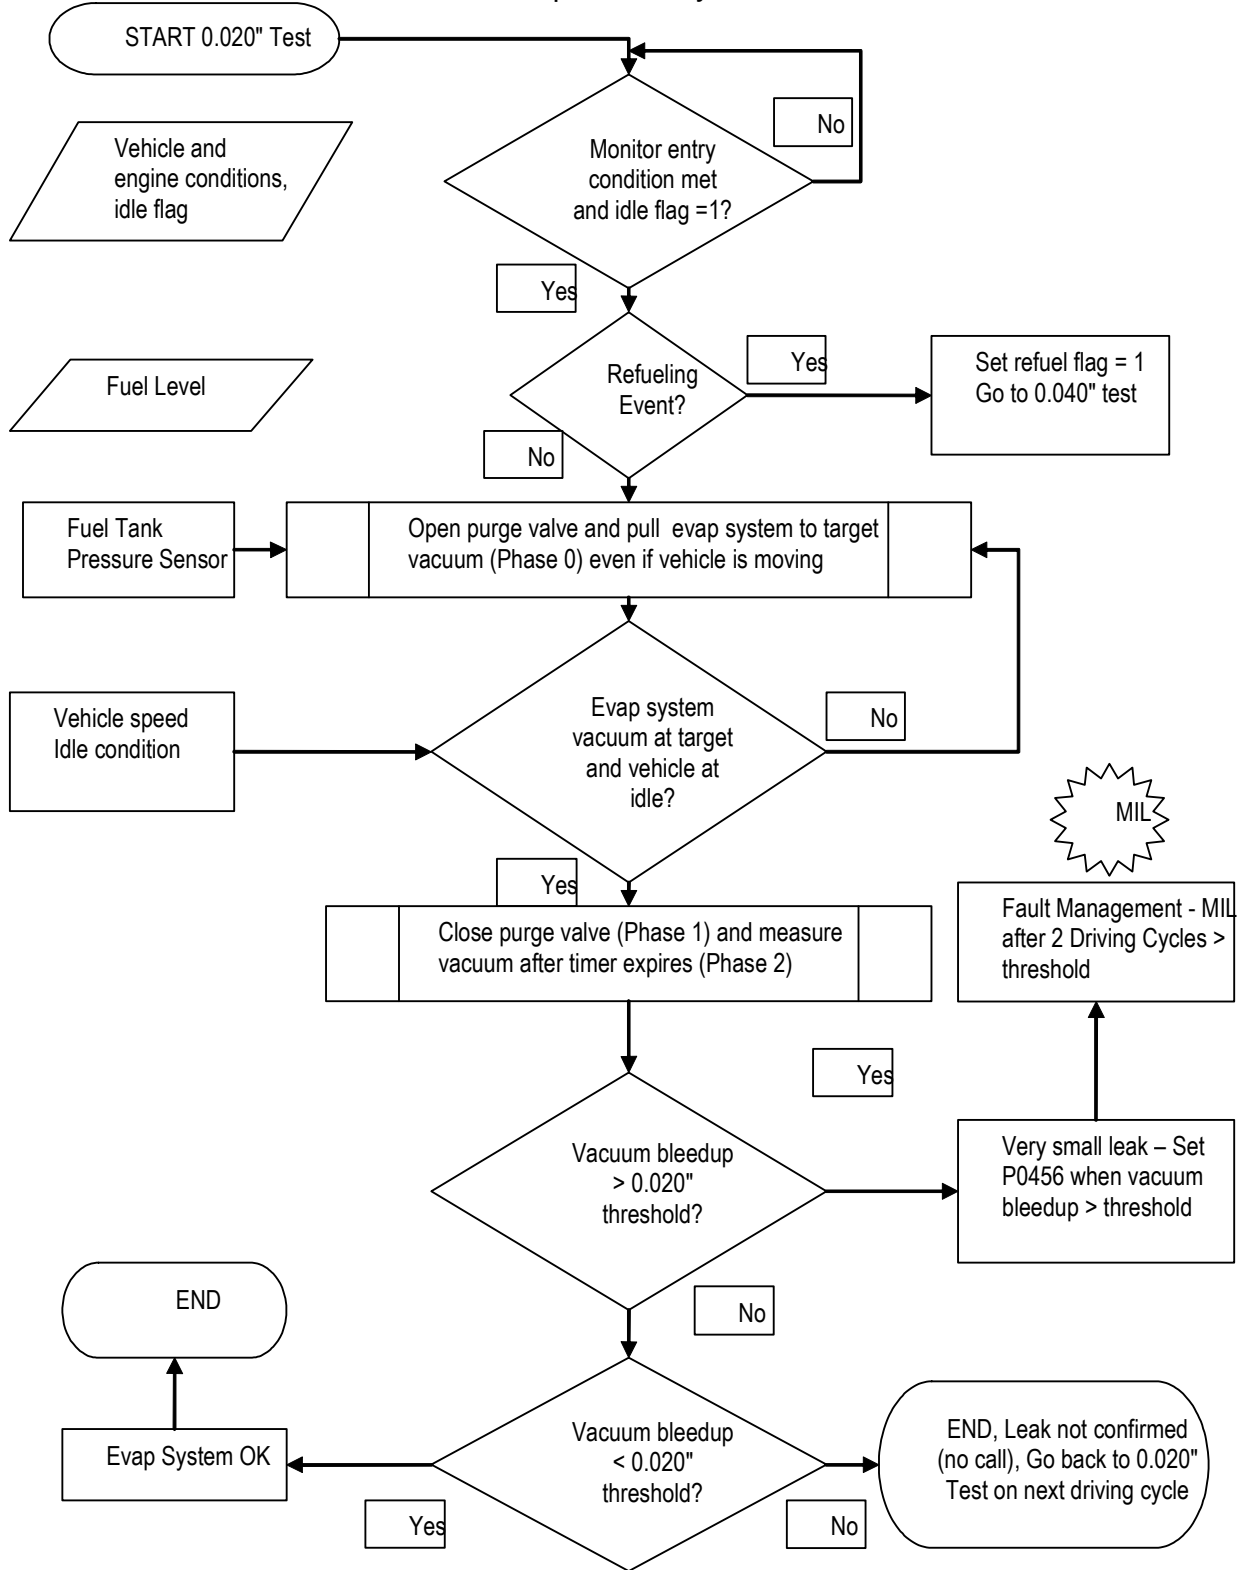 START 0.020" Test
No
Vehicle and
engine conditions,
idle flag
Monitor entry
condition met
and idle flag =1?
Yes
Fuel Level
Refueling
Event?
Yes
Set refuel flag = 1
Go to 0.040" test
No
Fuel Tank
Pressure Sensor
Open purge valve and pull evap system to target
vacuum (Phase 0) even if vehicle is moving
Vehicle speed
Idle condition
Evap system
vacuum at target
and vehicle at
idle?
No
MIL
Yes
Close purge valve (Phase 1) and measure
vacuum after timer expires (Phase 2)
Fault Management - MIL
after 2 Driving Cycles >
threshold
Yes
Vacuum bleedup
> 0.020"
threshold?
Very small leak – Set
P0456 when vacuum
bleedup > threshold
No
END
Evap System OK
Vacuum bleedup
< 0.020"
threshold?
END, Leak not confirmed
(no call), Go back to 0.020"
Test on next driving cycle
Yes
No